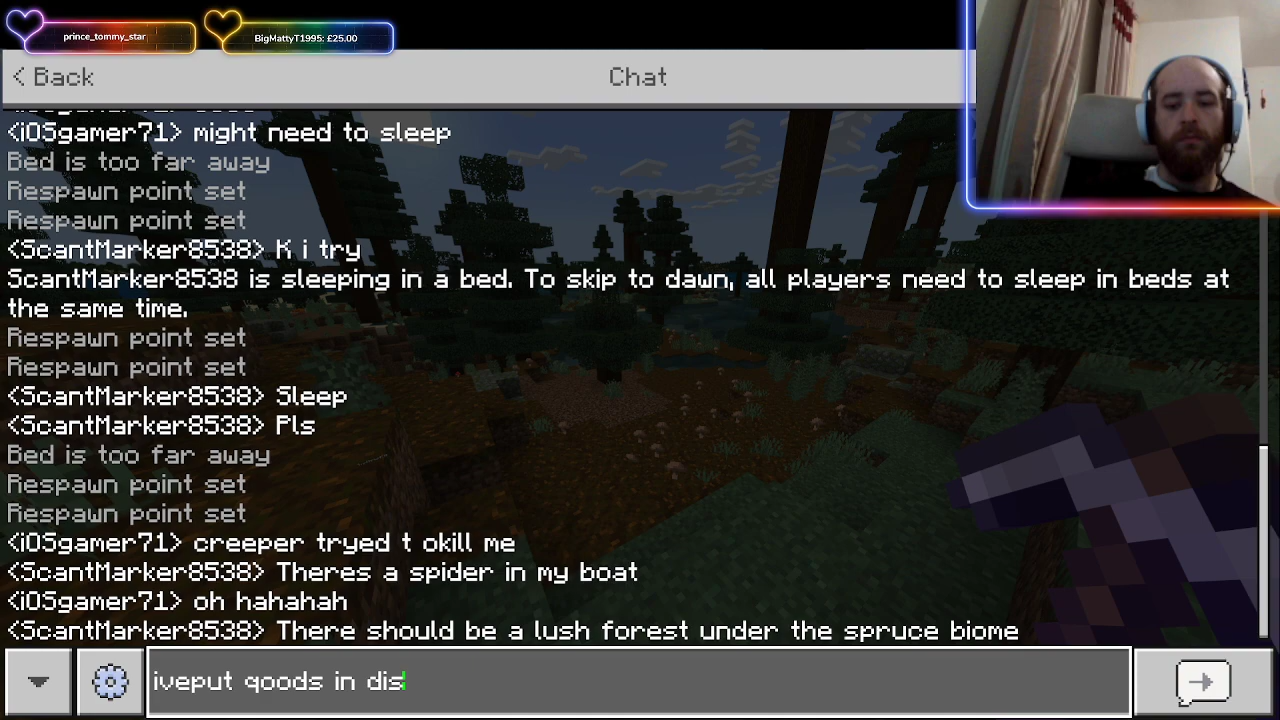 prince_tommy_star
BigMattyT1995: £25.00
< Back
Chat
<iOSgamer71> might need to sleep
Bed is too far away
Respawn point set
Respawn point set
<ScantMarker8538> K i try
ScantMarker8538 is sleeping in a bed. To skip to dawn, all players need to sleep in beds at
the same time.
Respawn point set
Respawn point set
<ScantMarker8538> Sleep
<ScantMarker8538> Pls
Bed is too far away
Respawn point set
Respawn point set
<iOSgamer71> creeper tryed t okill me
<ScantMarker8538> Theres a spider in my boat
<iOSgamer71> oh hahahah
<ScantMarker8538> There should be a lush forest under the spruce biome
iveput goods in dis